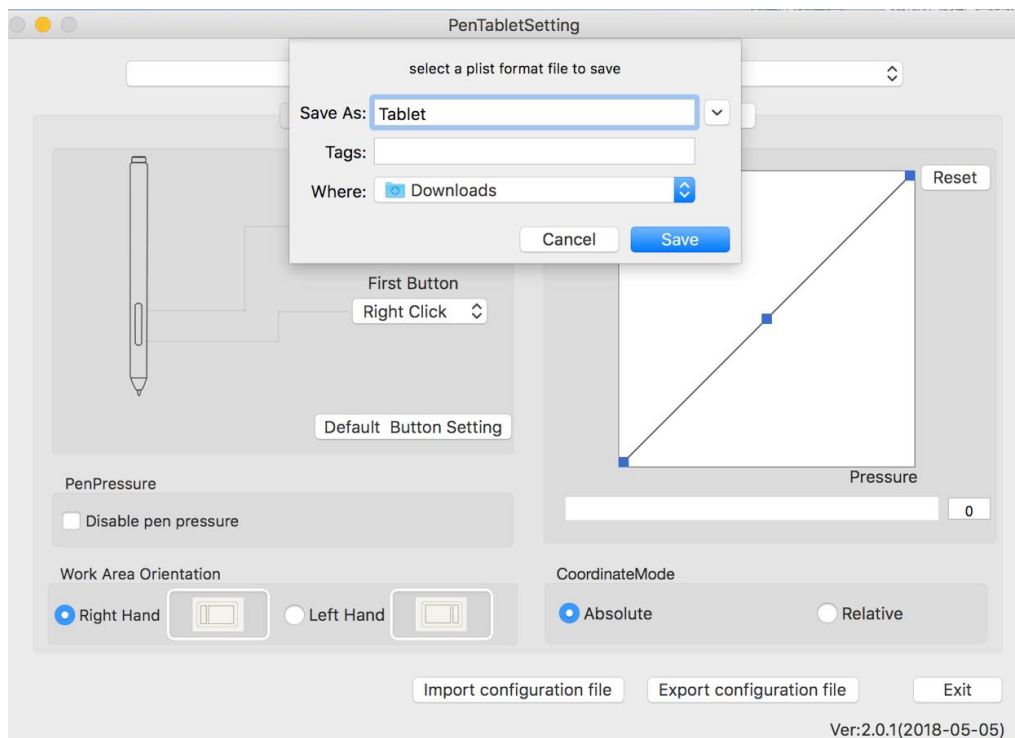 PenTabletSetting
select a plist format file to save
Save As: Tablet
Tags:
Where: Downloads
Cancel Save
Reset
First Button
Right Click
Default Button Setting
Pressure
0
PenPressure
Disable pen pressure
Work Area Orientation
Right Hand Left Hand
CoordinateMode
Absolute Relative
Import configuration file Export configuration file Exit
Ver:2.0.1(2018-05-05)